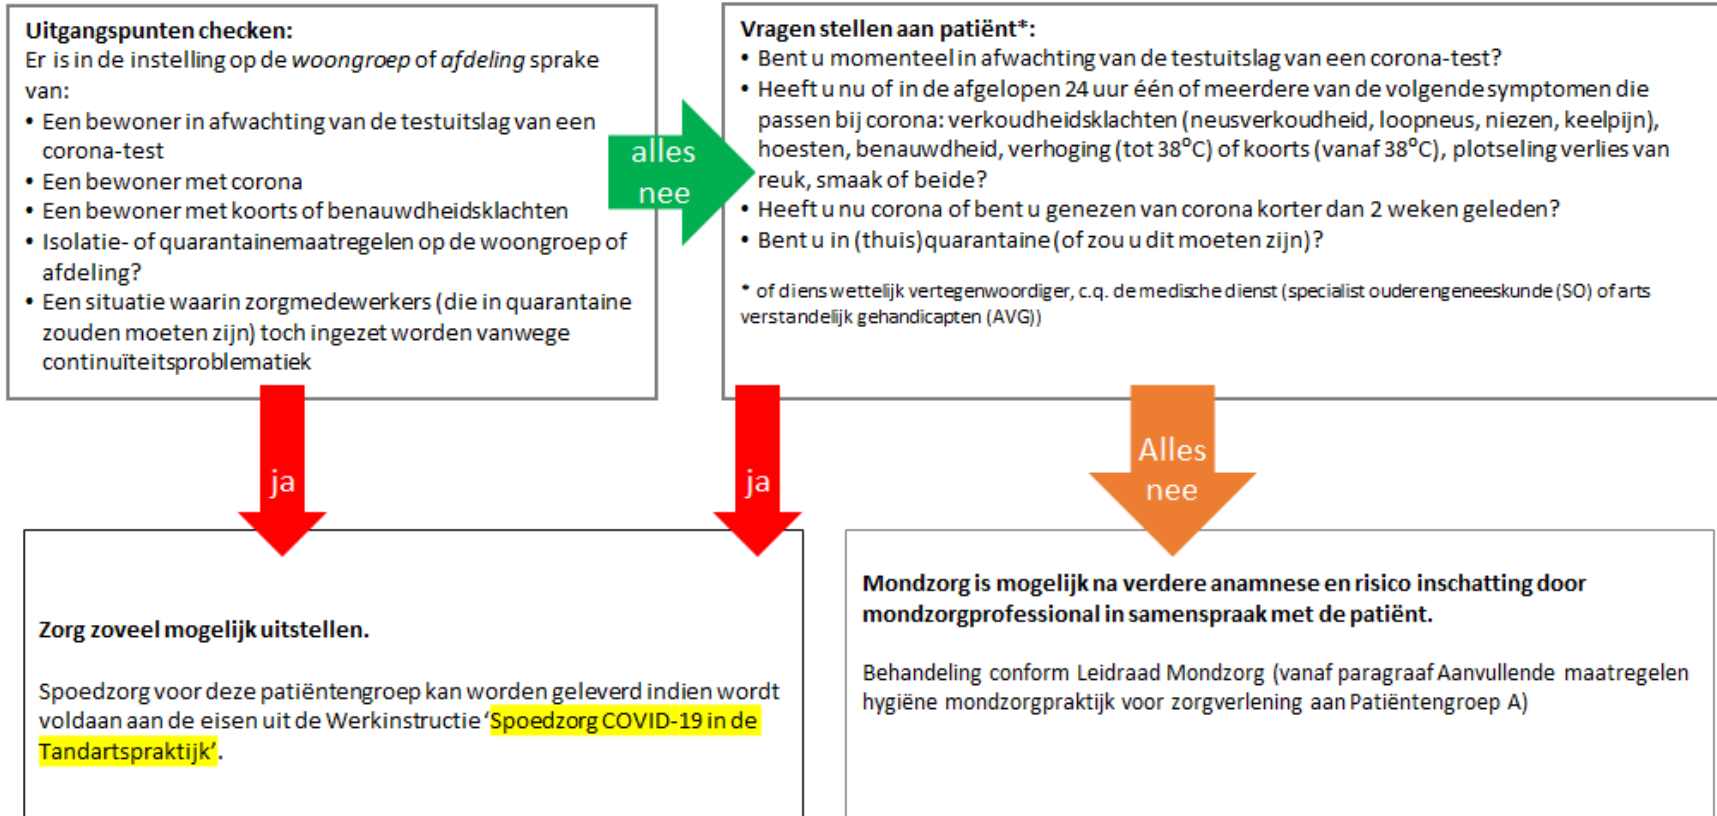 Uitgangspunten checken:
Er is in de instelling op de woongroep of afdeling sprake
van:
• Een bewoner in afwachting van de testuitslag van een
corona-test
• Een bewoner met corona
• Een bewoner met koorts of benauwdheidsklachten
• Isolatie- of quarantainemaatregelen op de woongroep of
afdeling?
• Een situatie waarin zorgmedewerkers (die in quarantaine
zouden moeten zijn) toch ingezet worden vanwege
continuïteitsproblematiek
alles
nee
Vragen stellen aan patiënt*:
• Bent u momenteel in afwachting van de testuitslag van een corona-test?
• Heeft u nu of in de afgelopen 24 uur één of meerdere van de volgende symptomen die
passen bij corona: verkoudheidsklachten (neusverkoudheid, loopneus, niezen, keelpijn),
hoesten, benauwdheid, verhoging (tot 38°C) of koorts (vanaf 38°C), plotseling verlies van
reuk, smaak of beide?
• Heeft u nu corona of bent u genezen van corona korter dan 2 weken geleden?
• Bent u in (thuis)quarantaine (of zou u dit moeten zijn)?
* of diens wettelijk vertegenwoordiger, c.q. de medische dienst (specialist ouderengeneeskunde (SO) of arts
verstandelijk gehandicapten (AVG))
ja
ja
Alles
nee
Zorg zoveel mogelijk uitstellen.
Spoedzorg voor deze patiëntengroep kan worden geleverd indien wordt
voldaan aan de eisen uit de Werkinstructie ‘Spoedzorg COVID-19 in de
Tandartspraktijk’.
Mondzorg is mogelijk na verdere anamnese en risico inschatting door
mondzorgprofessional in samenspraak met de patiënt.
Behandeling conform Leidraad Mondzorg (vanaf paragraaf Aanvullende maatregelen
hygiëne mondzorgpraktijk voor zorgverlening aan Patiëntengroep A)